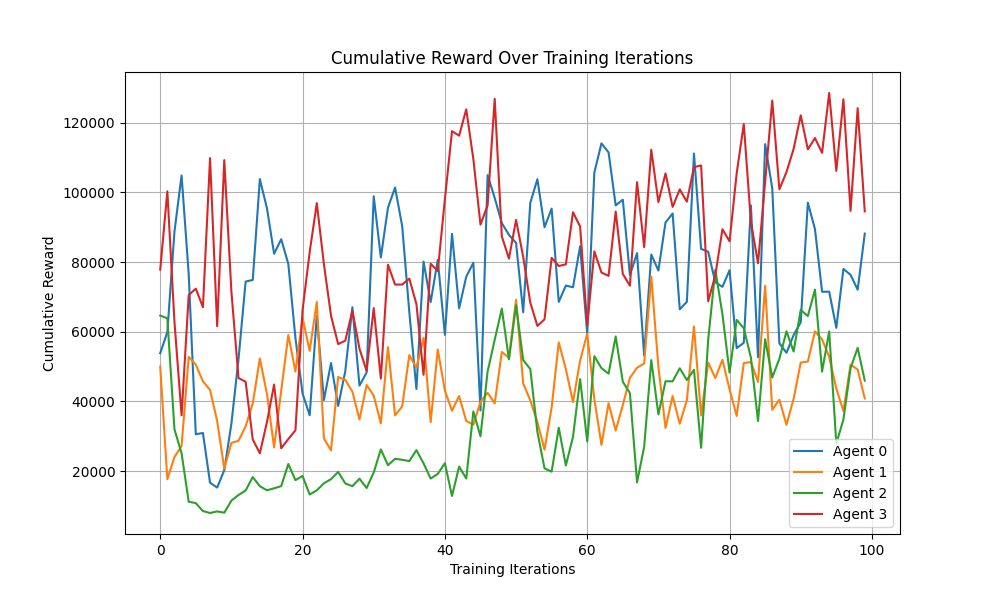 Cumulative Reward Over Training Iterations
Cumulative Reward
120000
100000
80000
60000
40000
20000
0
20
40
60
80
100
Training Iterations
Agent 0
Agent 1
Agent 2
Agent 3